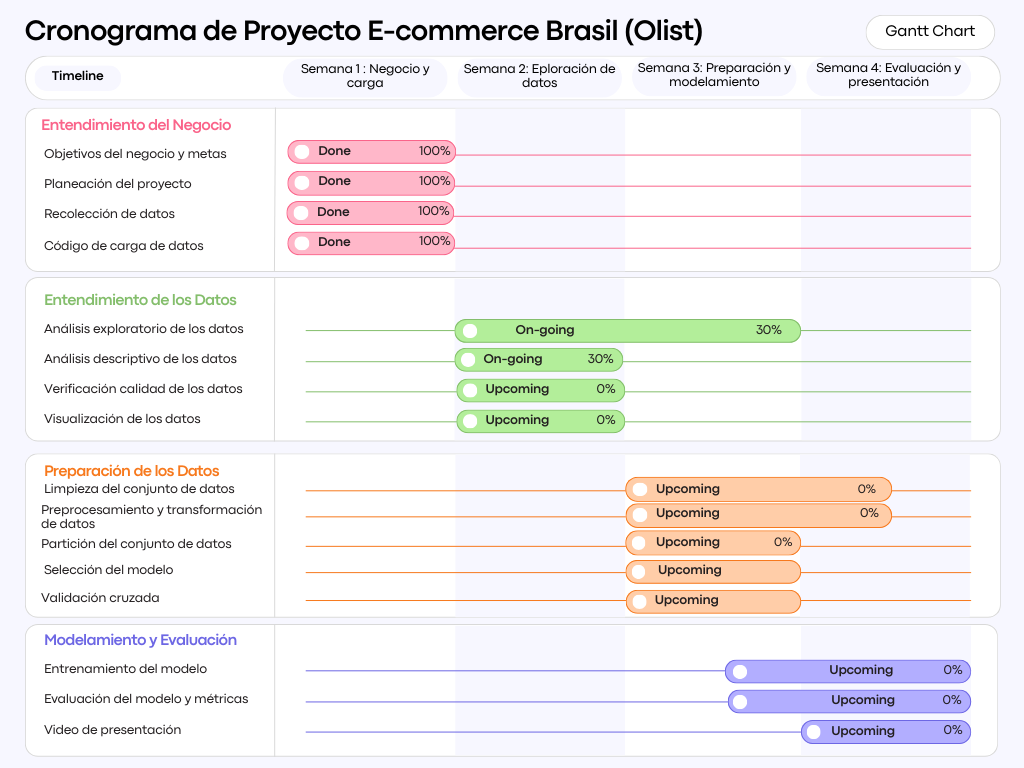 Cronograma de Proyecto E-commerce Brasil (Olist)
Gantt Chart
Timeline
Semana 1 : Negocio y
carga
Semana 2: Eploración de
datos
Semana 3: Preparación y
modelamiento
Semana 4: Evaluación y
presentación
Entendimiento del Negocio
Objetivos del negocio y metas
Done 100%
Planeación del proyecto
Done 100%
Recolección de datos
Done 100%
Código de carga de datos
Done 100%
Entendimiento de los Datos
Análisis exploratorio de los datos
On-going 30%
Análisis descriptivo de los datos
On-going 30%
Verificación calidad de los datos
Upcoming 0%
Visualización de los datos
Upcoming 0%
Preparación de los Datos
Limpieza del conjunto de datos
Upcoming 0%
Preprocesamiento y transformación
de datos
Upcoming 0%
Partición del conjunto de datos
Upcoming 0%
Selección del modelo
Upcoming
Validación cruzada
Upcoming
Modelamiento y Evaluación
Entrenamiento del modelo
Upcoming 0%
Evaluación del modelo y métricas
Upcoming 0%
Video de presentación
Upcoming 0%